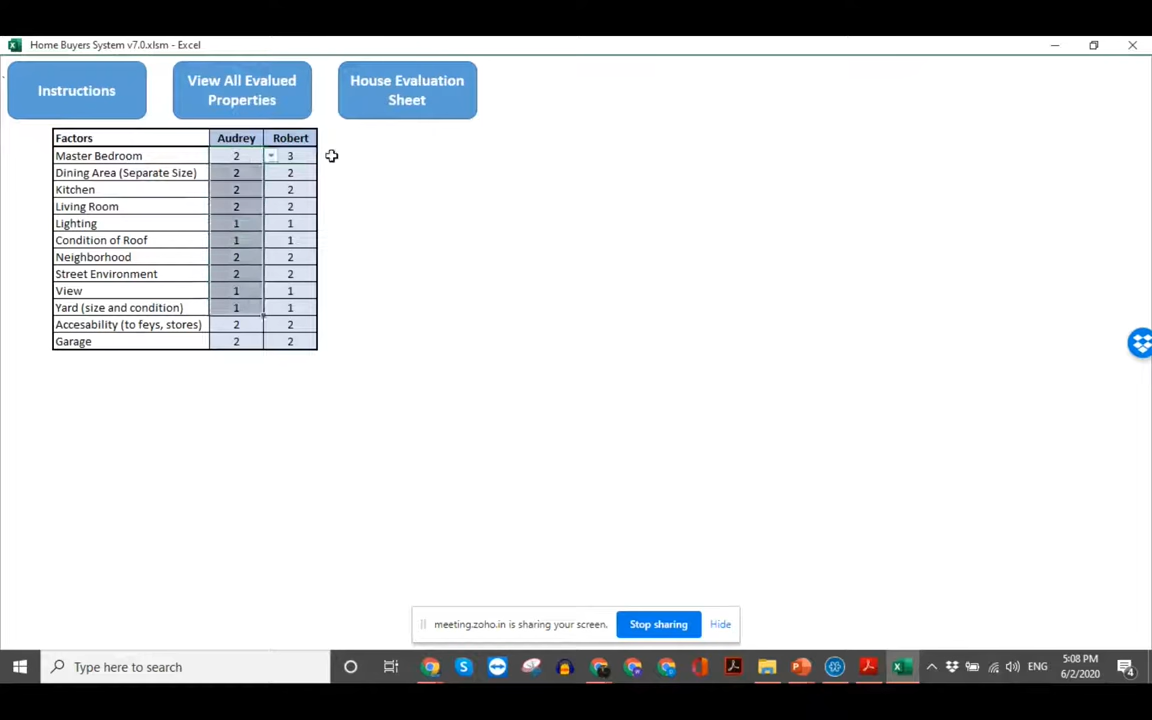 Home Buyers System v7.0.xlsm - Excel
Instructions
View All Evalued
Properties
House Evaluation
Sheet
Factors Audrey Robert
Master Bedroom 2 3
Dining Area (Separate Size) 2 2
Kitchen 2 2
Living Room 2 2
Lighting 1 1
Condition of Roof 1 1
Neighborhood 2 2
Street Environment 2 2
View 1 1
Yard (size and condition) 1 1
Accesability (to feys, stores) 2 2
Garage 2 2
meeting.zoho.in is sharing your screen. Stop sharing Hide
Type here to search
ENG
5:08 PM
6/2/2020
4